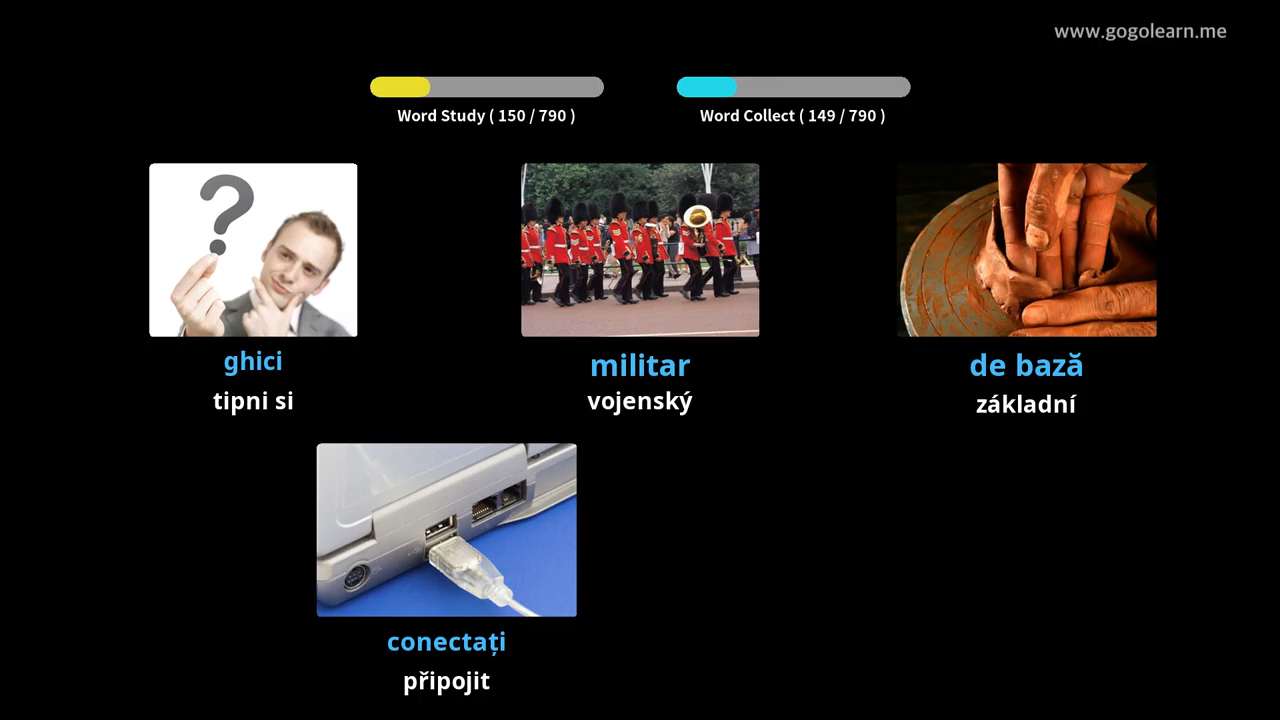 www.gogolearn.me
Word Study ( 150 / 790 )
Word Collect ( 149 / 790 )
ghici
tipni si
militar
vojenský
de bază
základní
conectați
připojit